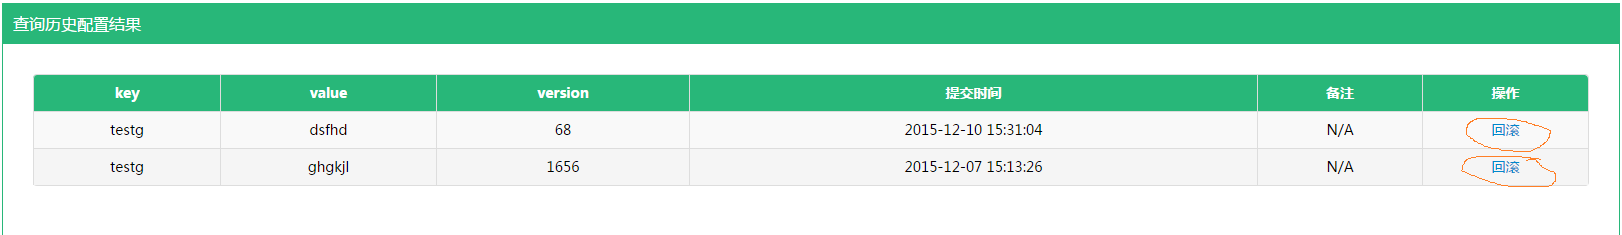 查询历史配置结果
key value version 提交时间 备注 操作
testg dsfhd 68 2015-12-10 15:31:04 N/A 回滚
testg ghgkjl 1656 2015-12-07 15:13:26 N/A 回滚